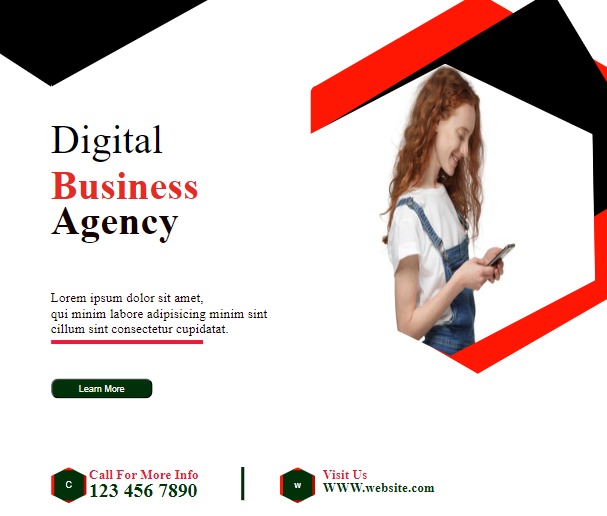 Digital
Business
Agency
Lorem ipsum dolor sit amet,
qui minim labore adipisicing minim sint
cillum sint consectetur cupidatat.
Learn More
C
Call For More Info
123 456 7890
w
Visit Us
WWW.website.com